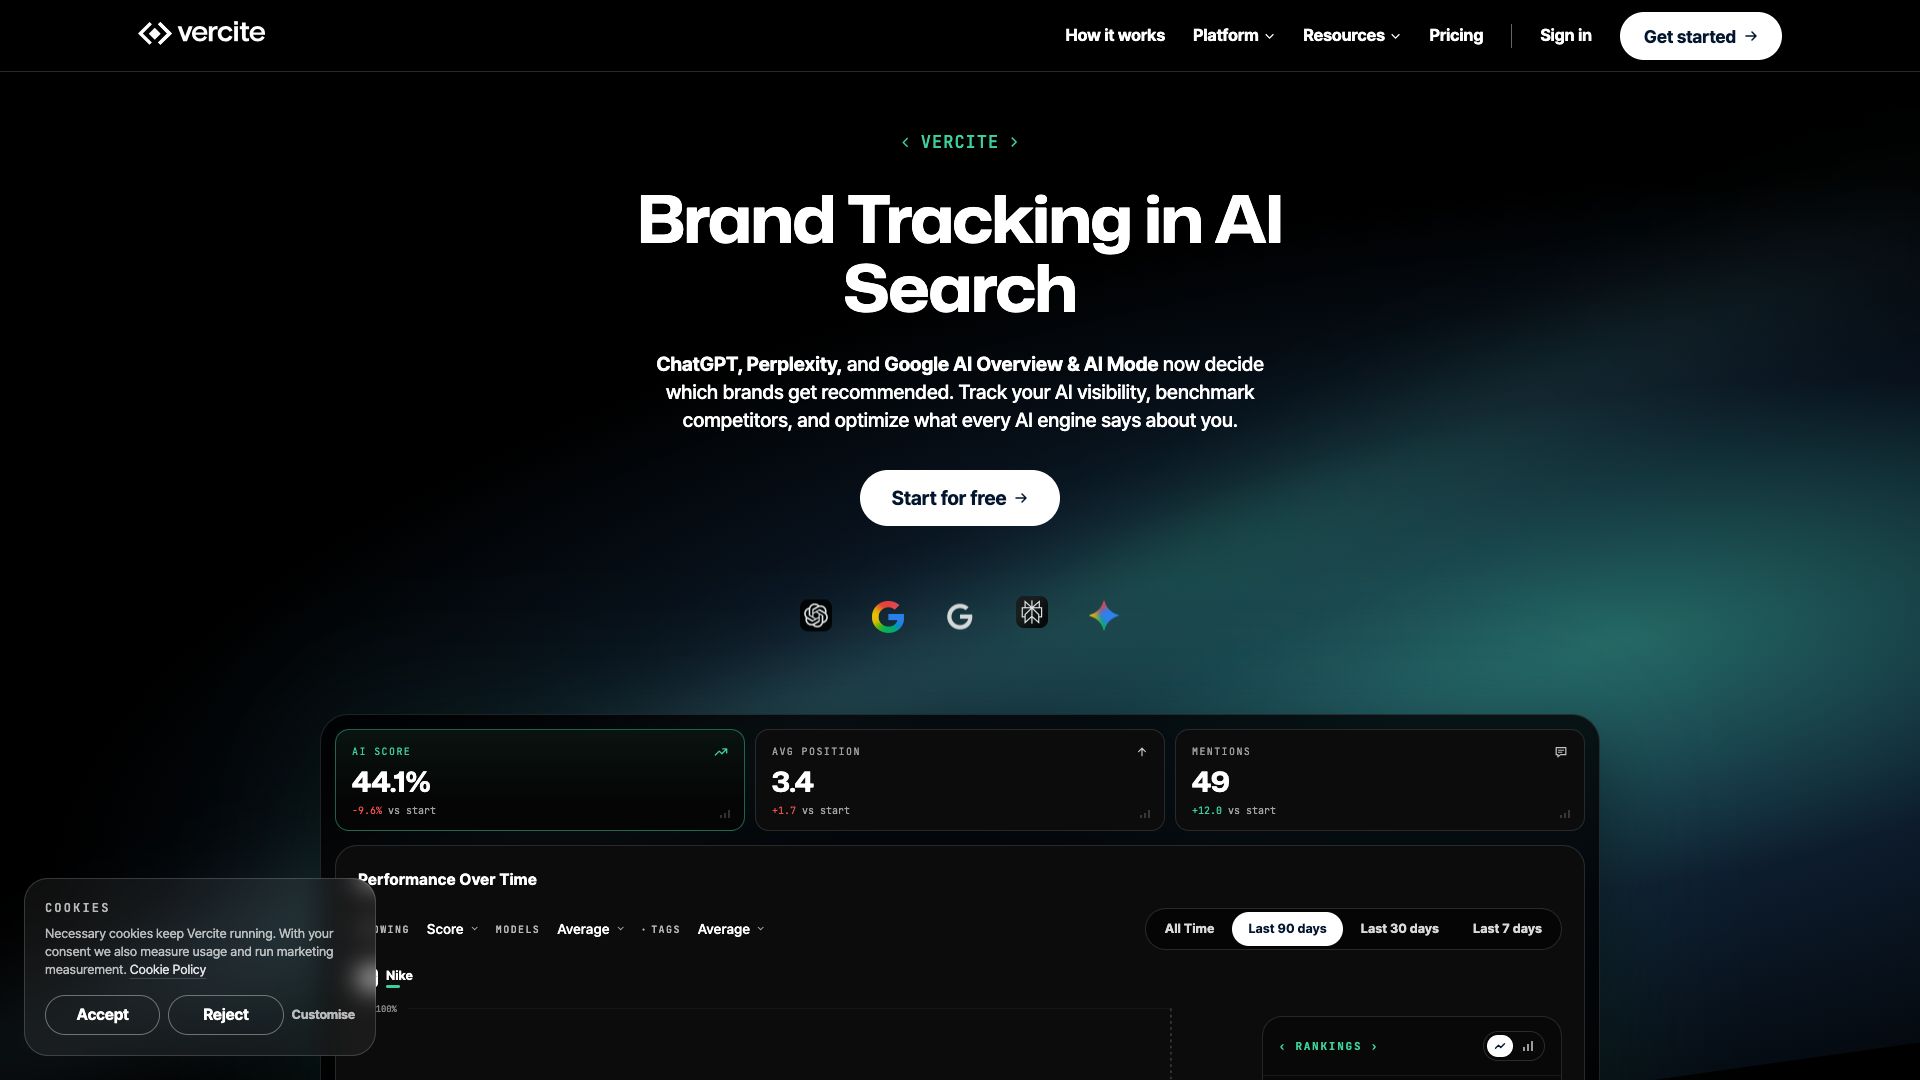 vercite
How it works Platform Resources Pricing Sign in Get started →
‹ VERCITE ›
Brand Tracking in AI
Search
ChatGPT, Perplexity, and Google AI Overview & AI Mode now decide
which brands get recommended. Track your AI visibility, benchmark
competitors, and optimize what every AI engine says about you.
Start for free →
AI SCORE
44.1%
-9.6% vs start
AVG POSITION
3.4
+1.7 vs start
MENTIONS
49
+12.0 vs start
Performance Over Time
Score MODELS Average · TAGS Average
All Time Last 90 days Last 30 days Last 7 days
Nike
100%
‹ RANKINGS ›
COOKIES
Necessary cookies keep Vercite running. With your
consent we also measure usage and run marketing
measurement. Cookie Policy
Accept Reject Customise